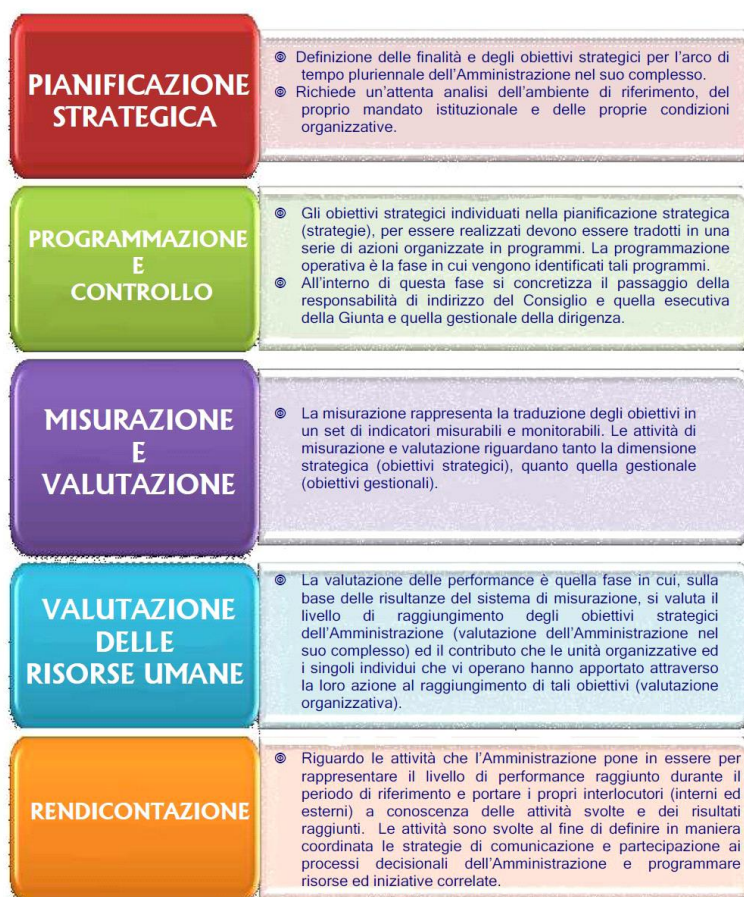 PIANIFICAZIONE
STRATEGICA
Definizione delle finalità e degli obiettivi strategici per l'arco di
tempo pluriennale dell'Amministrazione nel suo complesso.
Richiede un'attenta analisi dell'ambiente di riferimento, del
proprio mandato istituzionale e delle proprie condizioni
organizzative.
PROGRAMMAZIONE
E
CONTROLLO
Gli obiettivi strategici individuati nella pianificazione strategica
(strategie), per essere realizzati devono essere tradotti in una
serie di azioni organizzate in programmi. La programmazione
operativa è la fase in cui vengono identificati tali programmi.
All'interno di questa fase si concretizza il passaggio della
responsabilità di indirizzo del Consiglio e quella esecutiva
della Giunta e quella gestionale della dirigenza.
MISURAZIONE
E
VALUTAZIONE
La misurazione rappresenta la traduzione degli obiettivi in
un set di indicatori misurabili e monitorabili. Le attività di
misurazione e valutazione riguardano tanto la dimensione
strategica (obiettivi strategici), quanto quella gestionale
(obiettivi gestionali).
VALUTAZIONE
DELLE
RISORSE UMANE
La valutazione delle performance è quella fase in cui, sulla
base delle risultanze del sistema di misurazione, si valuta il
livello di raggiungimento degli obiettivi strategici
dell'Amministrazione (valutazione dell'Amministrazione nel
suo complesso) ed il contributo che le unità organizzative ed
i singoli individui che vi operano hanno apportato attraverso
la loro azione al raggiungimento di tali obiettivi (valutazione
organizzativa).
RENDICONTAZIONE
Riguardo le attività che l'Amministrazione pone in essere per
rappresentare il livello di performance raggiunto durante il
periodo di riferimento e portare i propri interlocutori (interni ed
esterni) a conoscenza delle attività svolte e dei risultati
raggiunti. Le attività sono svolte al fine di definire in maniera
coordinata le strategie di comunicazione e partecipazione ai
processi decisionali dell'Amministrazione e programmare
risorse ed iniziative correlate.